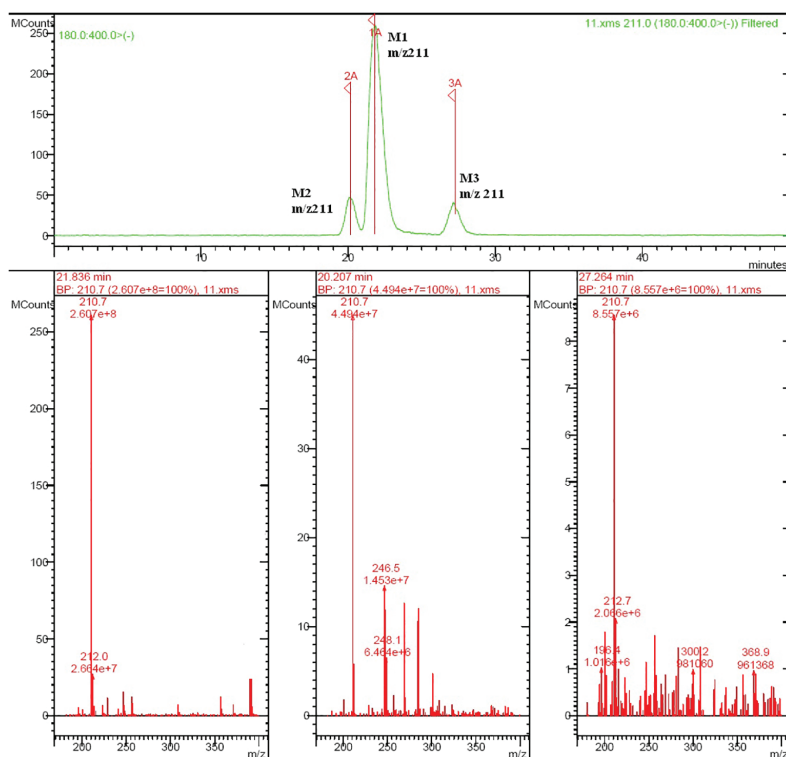 MCounts
180.0:400.0>(-)
11.xms 211.0 (180.0:400.0>(-)) Filtered
250
200
150
100
50
0
2A
1A
3A
M1
m/z211
M2
m/z211
M3
m/z 211
10
20
30
40
minutes
21.836 min
BP: 210.7 (2.607e+8=100%), 11.xms
MCounts
210.7
2.607e+8
250
200
150
100
50
0
212.0
2.664e+7
200
250
300
350
m/z
20.207 min
BP: 210.7 (4.494e+7=100%), 11.xms
MCounts
210.7
4.494e+7
40
30
20
10
0
246.5
1.453e+7
248.1
6.464e+6
200
250
300
350
m/z
27.264 min
BP: 210.7 (8.557e+6=100%), 11.xms
MCounts
210.7
8.557e+6
8
7
6
5
4
3
2
1
0
212.7
2.066e+6
196.4
1.016e+6
300.2
981060
368.9
961368
200
250
300
350
m/z